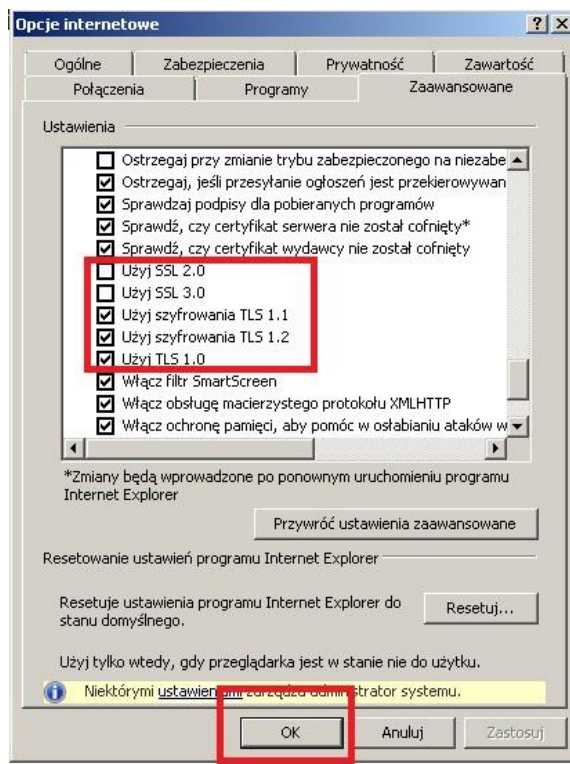 Opcje internetowe
Ogólne Zabezpieczenia Prywatność Zawartość
Połączenia Programy Zaawansowane
Ustawienia
Ostrzegaj przy zmianie trybu zabezpieczonego na niezabe
Ostrzegaj, jeśli przesyłanie ogłoszeń jest przekierowywan
Sprawdzaj podpisy dla pobieranych programów
Sprawdź, czy certyfikat serwera nie został cofnięty*
Sprawdź, czy certyfikat wydawcy nie został cofnięty
Użyj SSL 2.0
Użyj SSL 3.0
Użyj szyfrowania TLS 1.1
Użyj szyfrowania TLS 1.2
Użyj TLS 1.0
Włącz filtr SmartScreen
Włącz obsługę macierzystego protokołu XMLHTTP
Włącz ochronę pamięci, aby pomóc w osłabianiu ataków w
*Zmiany będą wprowadzone po ponownym uruchomieniu programu
Internet Explorer
Przywróć ustawienia zaawansowane
Resetowanie ustawień programu Internet Explorer
Resetuje ustawienia programu Internet Explorer do
stanu domyślnego.
Resetuj...
Użyj tylko wtedy, gdy przeglądarka jest w stanie nie do użytku.
Niektórymi ustawieniami zarządza administrator systemu.
OK Anuluj Zastosuj